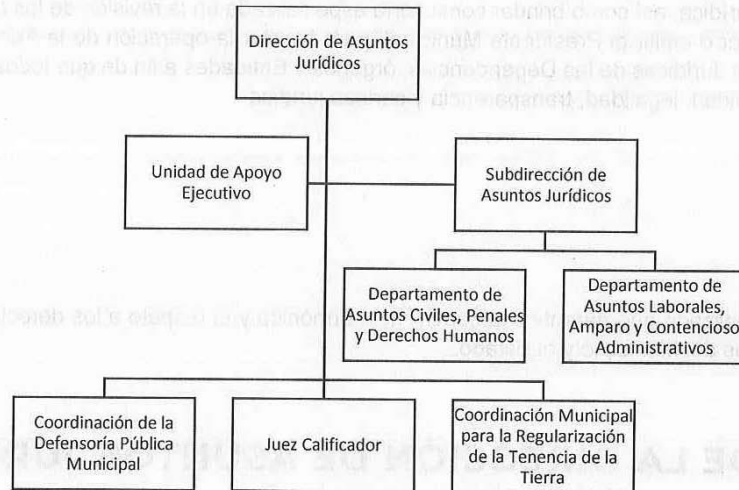 Dirección de Asuntos
Jurídicos
Unidad de Apoyo
Ejecutivo
Subdirección de
Asuntos Jurídicos
Departamento de
Asuntos Civiles, Penales
y Derechos Humanos
Departamento de
Asuntos Laborales,
Amparo y Contencioso
Administrativos
Coordinación de la
Defensoría Pública
Municipal
Juez Calificador
Coordinación Municipal
para la Regularización
de la Tenencia de la
Tierra